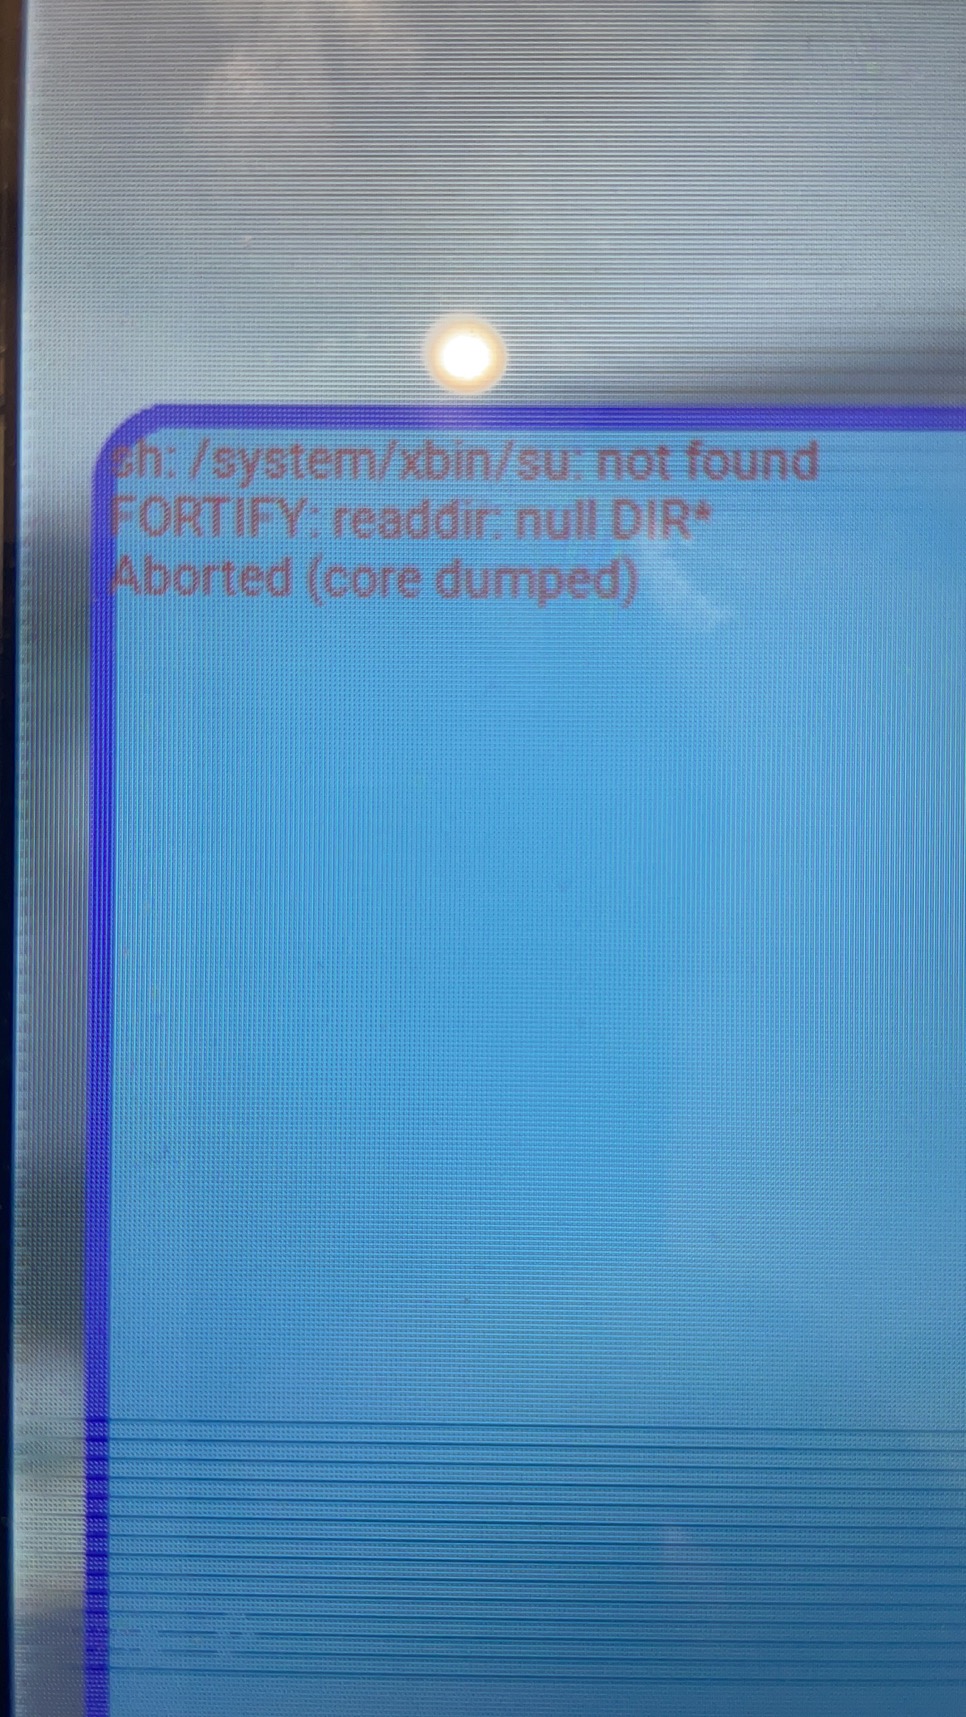 sh: /system/xbin/su: not found
FORTIFY: readdir: null DIR*
Aborted (core dumped)